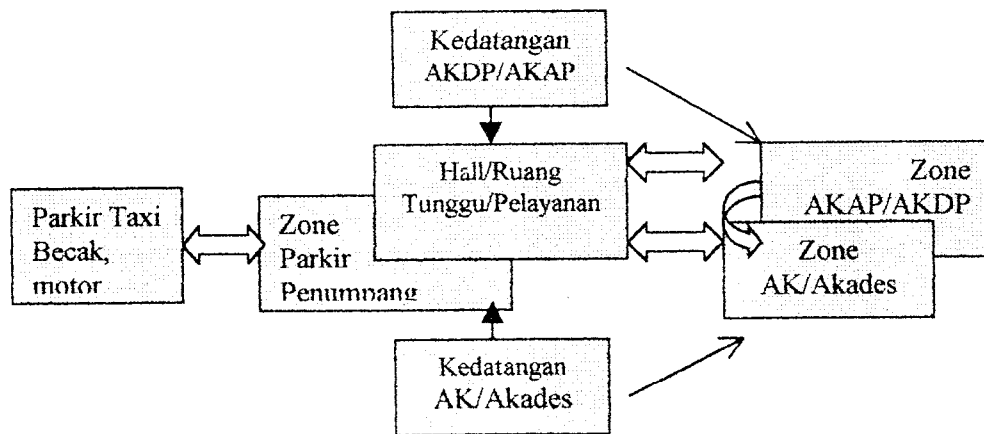 Kedatangan
AKDP/AKAP
Hall/Ruang
Tunggu/Pelayanan
Zone
AKAP/AKDP
Parkir Taxi
Becak,
motor
Zone
Parkir
Penumpang
Zone
AK/Akades
Kedatangan
AK/Akades